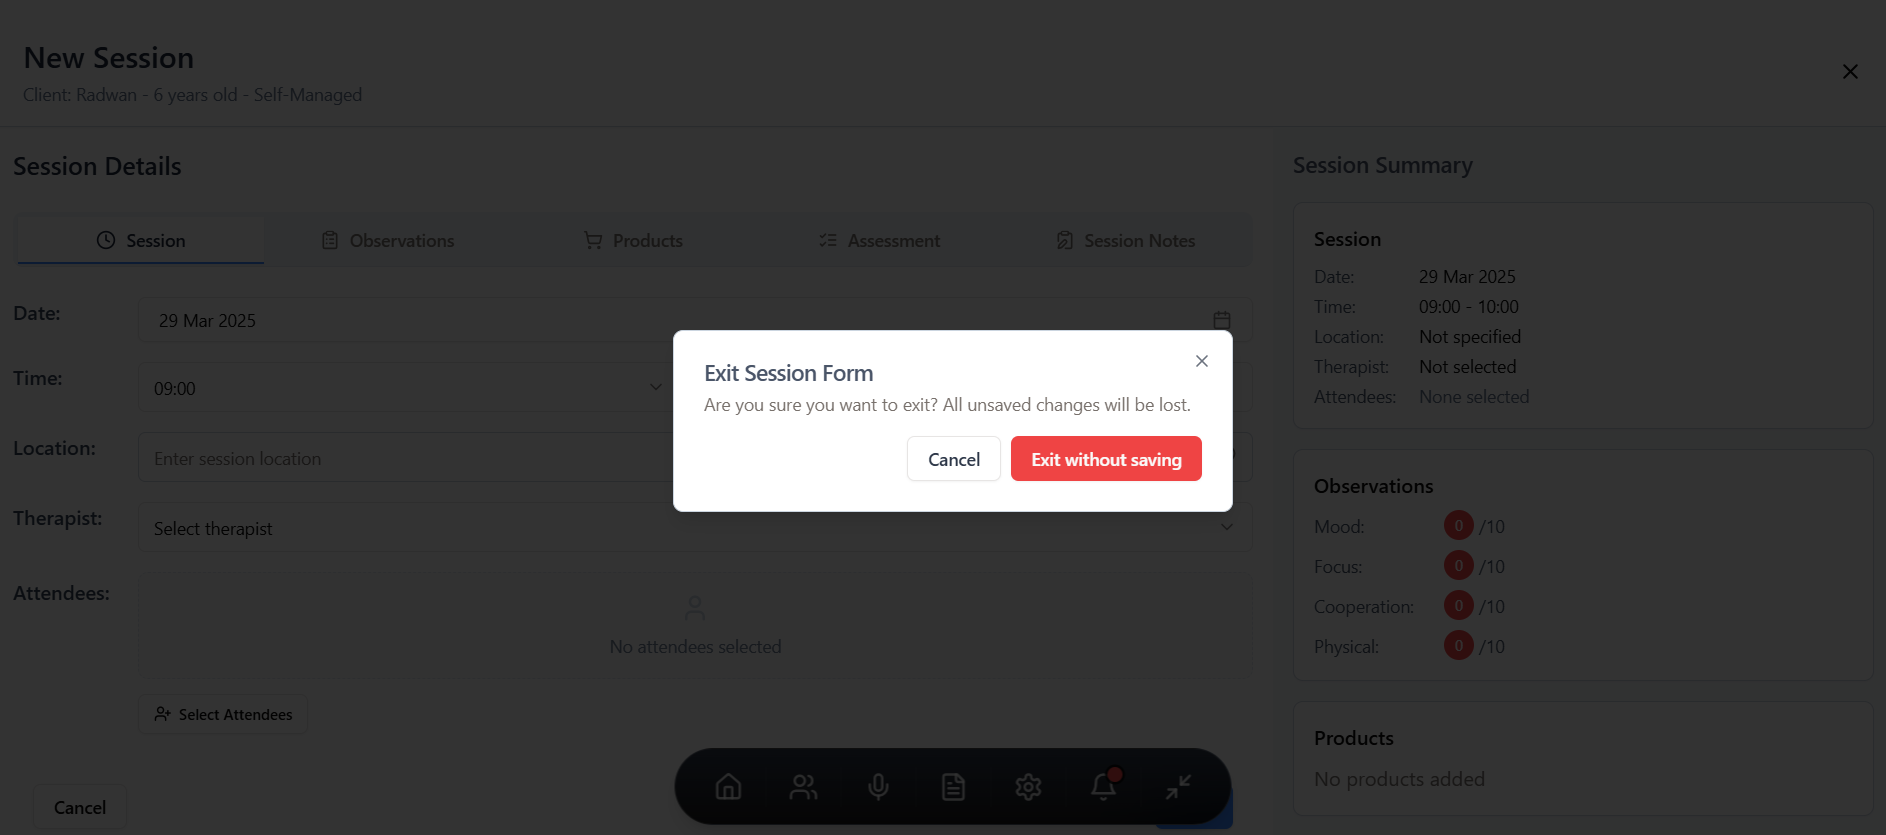 New Session
Client: Radwan - 6 years old - Self-Managed
Session Details
Session
Observations
Products
Assessment
Session Notes
Date:
29 Mar 2025
Time:
09:00
Location:
Enter session location
Therapist:
Select therapist
Attendees:
No attendees selected
Select Attendees
Cancel
Exit Session Form
Are you sure you want to exit? All unsaved changes will be lost.
Cancel
Exit without saving
Session Summary
Session
Date: 29 Mar 2025
Time: 09:00 - 10:00
Location: Not specified
Therapist: Not selected
Attendees: None selected
Observations
Mood: 0 /10
Focus: 0 /10
Cooperation: 0 /10
Physical: 0 /10
Products
No products added